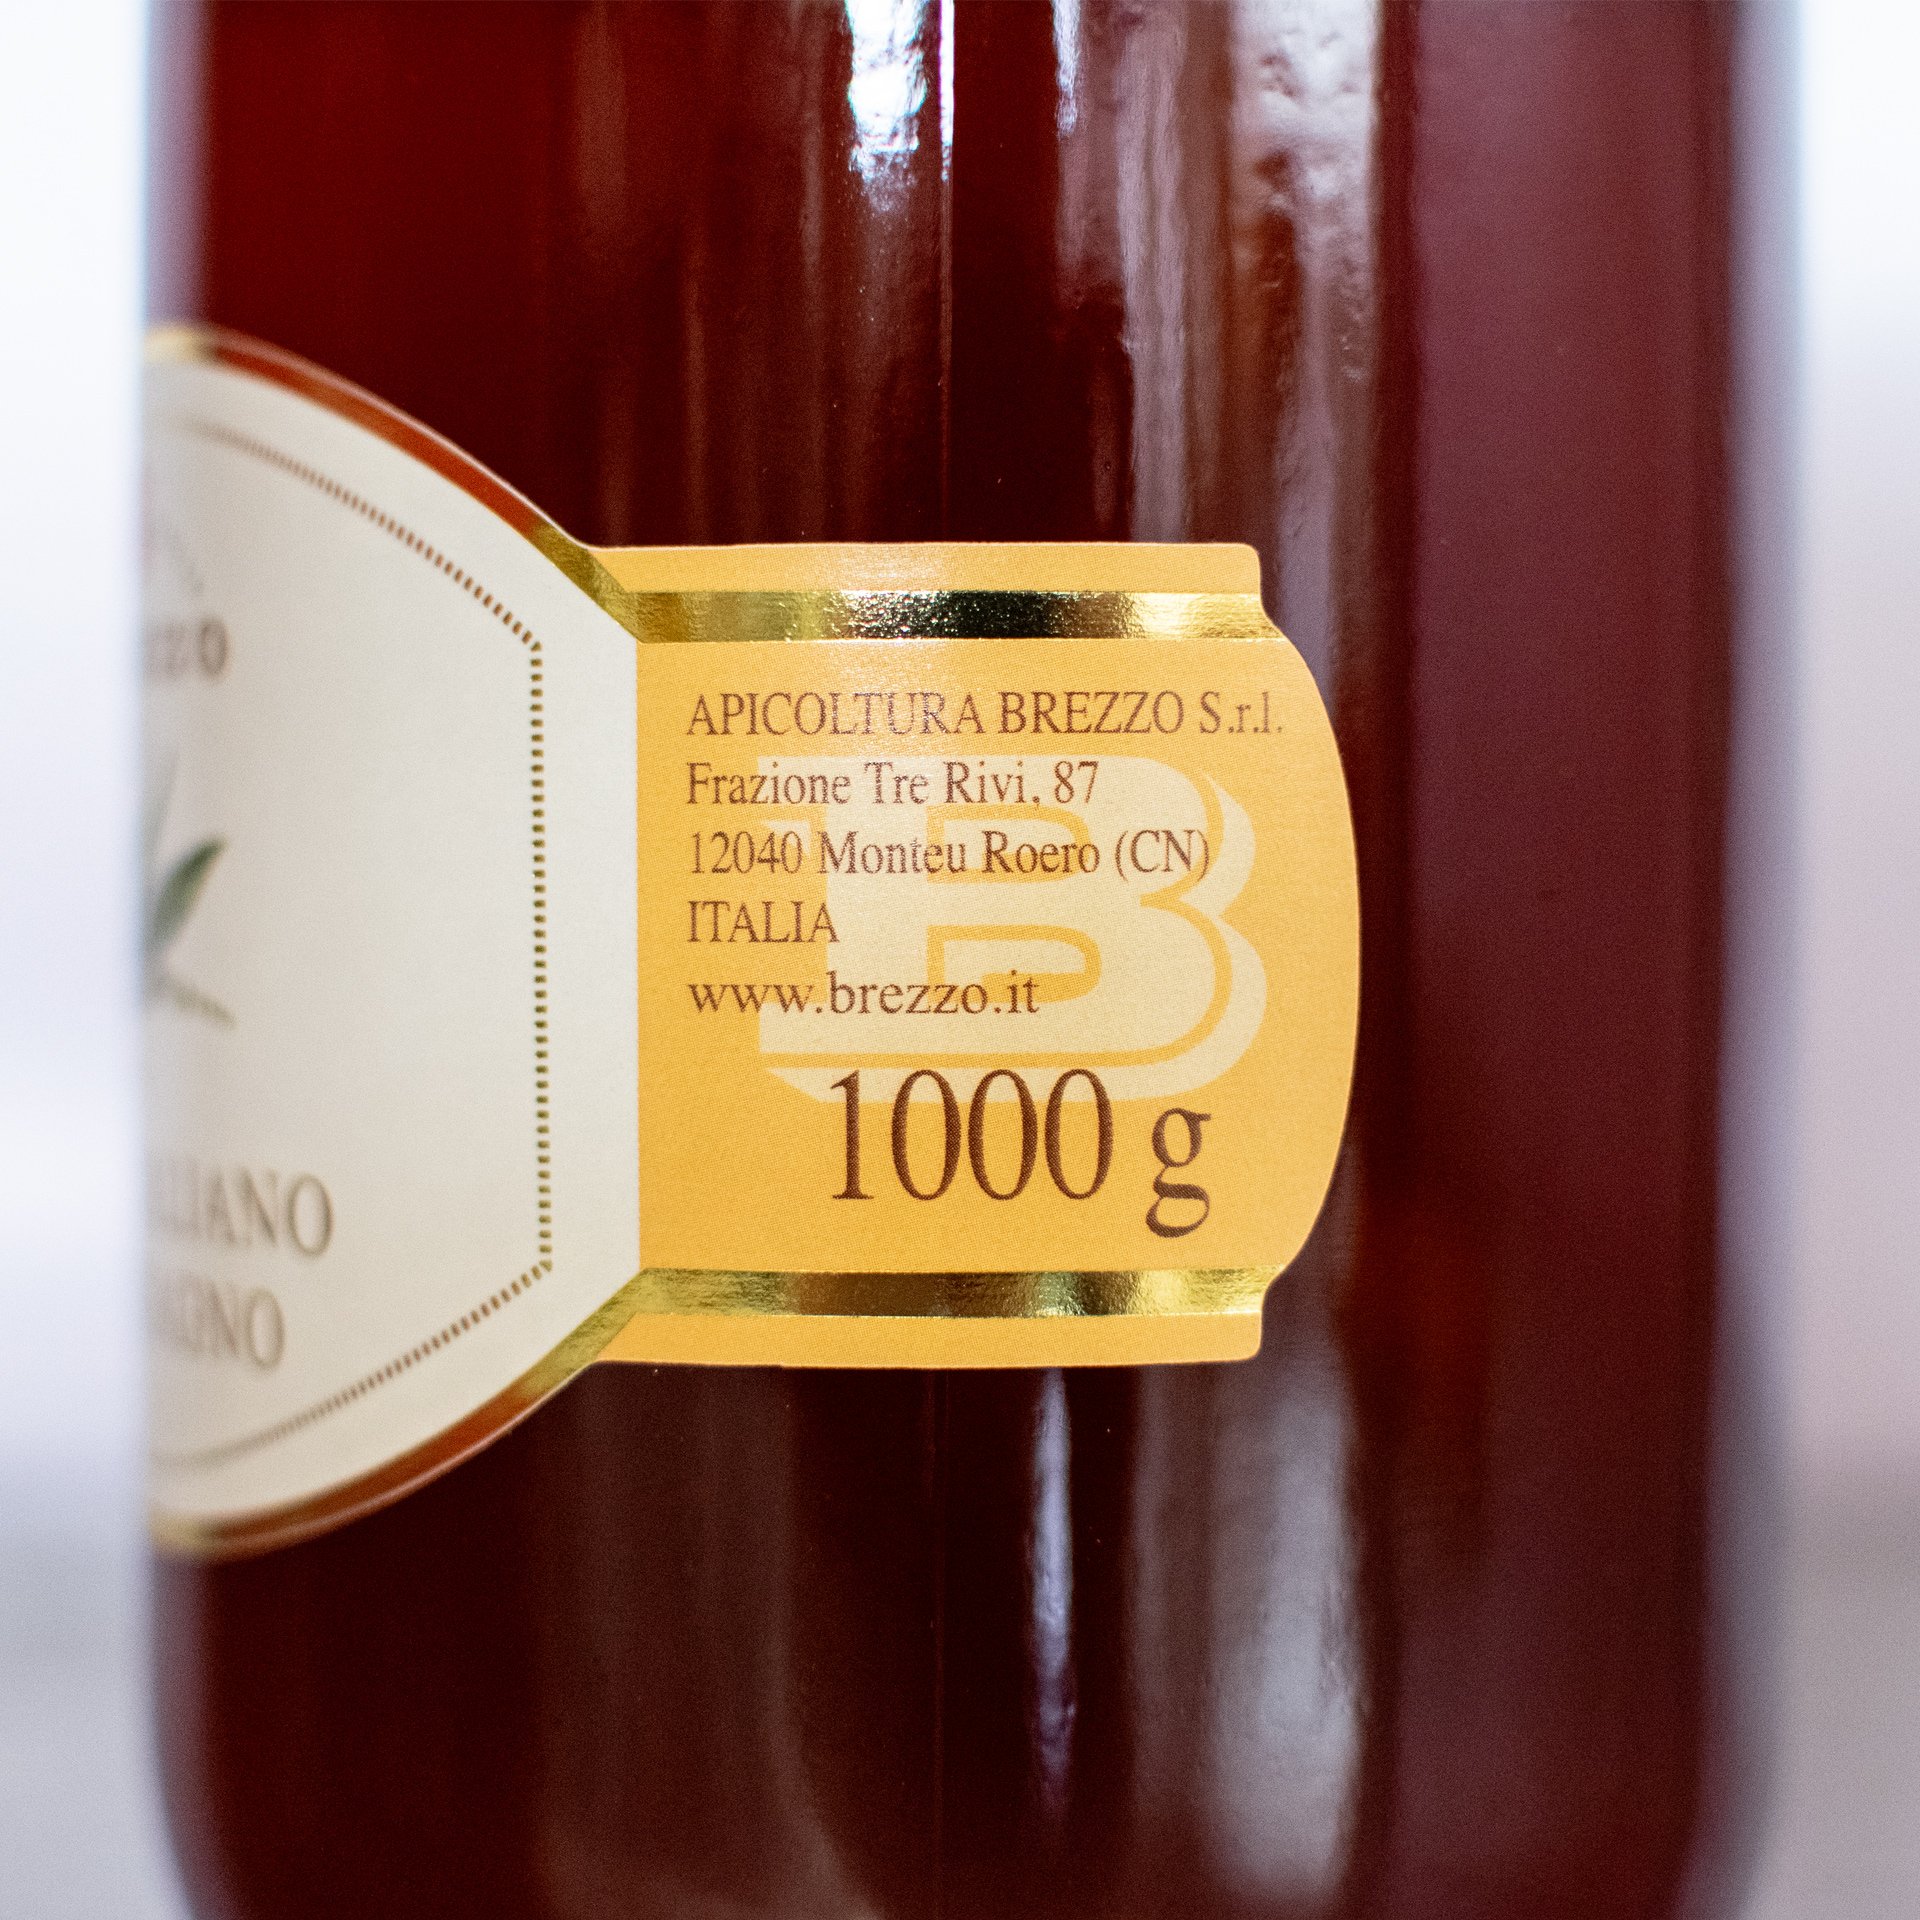 APICOLTURA BREZZO S.r.l.
Frazione Tre Rivi, 87
12040 Monteu Roero (CN)
ITALIA
www.brezzo.it
B
1000 g